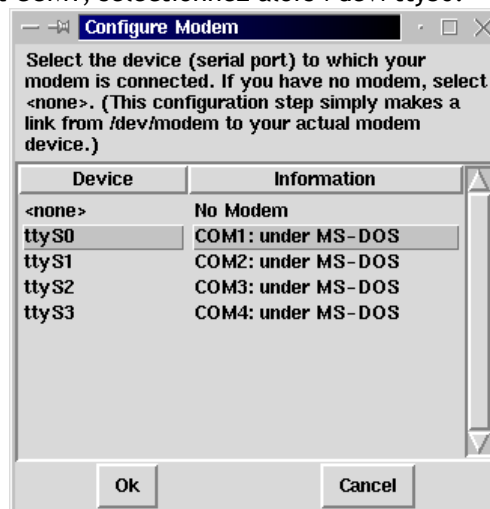 Configure Modem
Select the device (serial port) to which your
modem is connected. If you have no modem, select
<none>. (This configuration step simply makes a
link from /dev/modem to your actual modem
device.)
Device Information
<none> No Modem
ttyS0 COM1: under MS-DOS
ttyS1 COM2: under MS-DOS
ttyS2 COM3: under MS-DOS
ttyS3 COM4: under MS-DOS
Ok Cancel